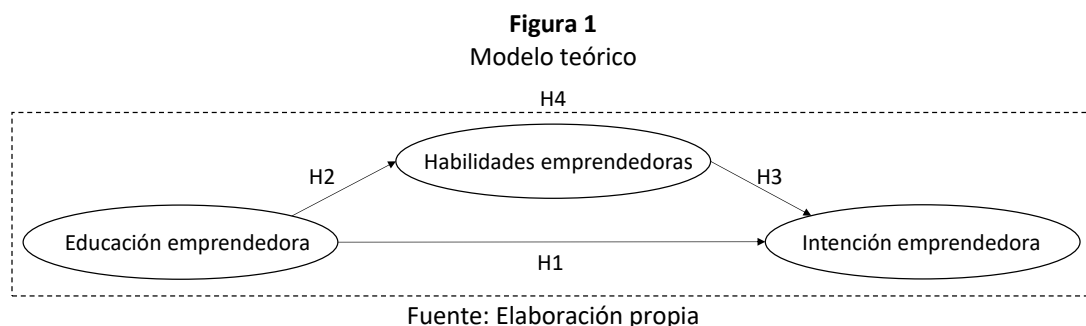 Figura 1
Modelo teórico
H4
Habilidades emprendedoras
H2
H3
Educación emprendedora
Intención emprendedora
H1
Fuente: Elaboración propia